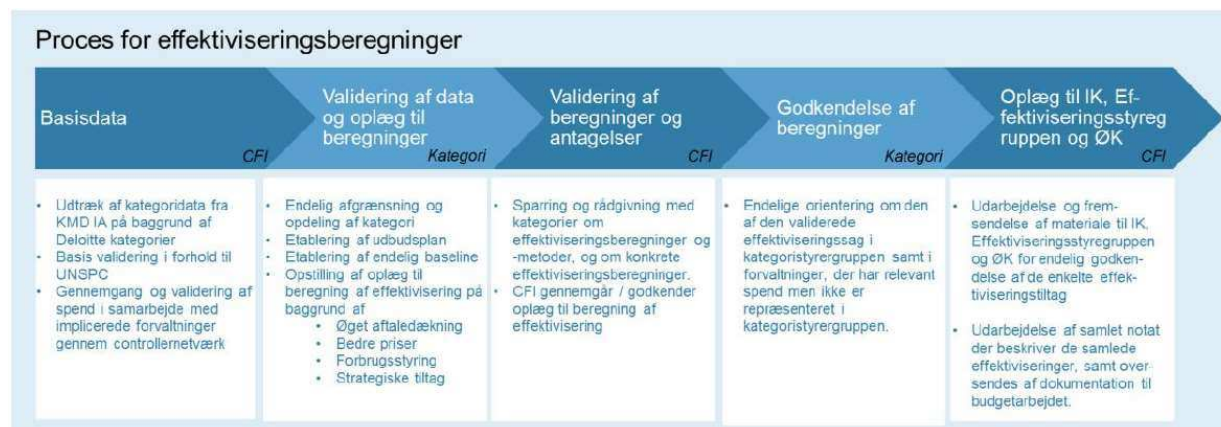 Proces for effektiviseringsberegninger
Basisdata
CFI
Validering af data
og oplæg til
beregninger
Kategori
Validering af
beregninger og
antagelser
CFI
Godkendelse af
beregninger
Kategori
Oplæg til IK, Ef-
fektiviseringsstyreg
ruppen og ØK
CFI
• Udtræk af kategoridata fra
KMD IA på baggrund af
Deloitte kategorier
• Basis validering i forhold til
UNSPC
• Gennemgang og validering af
spend i samarbejde med
implicerede forvaltninger
gennem controllernetværk
• Endelig afgrænsning og
opdeling af kategori
• Etablering af udbudsplan
• Etablering af endelig baseline
• Opstilling af oplæg til
beregning af effektivisering på
baggrund af
• Øget aftaledækning
• Bedre priser
• Forbrugsstyring
• Strategiske tiltag
• Sparring og rådgivning med
kategorier om
effektiviseringsberegninger og
-metoder, og om konkrete
effektiviseringsberegninger.
• CFI gennemgår / godkender
oplæg til beregning af
effektivisering
• Endelige orientering om den
af den validerede
effektiviseringssag i
kategoristyrergruppen samt i
forvaltninger, der har relevant
spend men ikke er
repræsenteret i
kategoristyrergruppen.
• Udarbejdelse og frem-
sendelse af materiale til IK,
Effektiviseringsstyregruppen
og ØK for endelig godken-
delse af de enkelte effek-
tiviseringstiltag
• Udarbejdelse af samlet notat
der beskriver de samlede
effektiviseringer, samt over-
sendes af dokumentation til
budgetarbejdet.